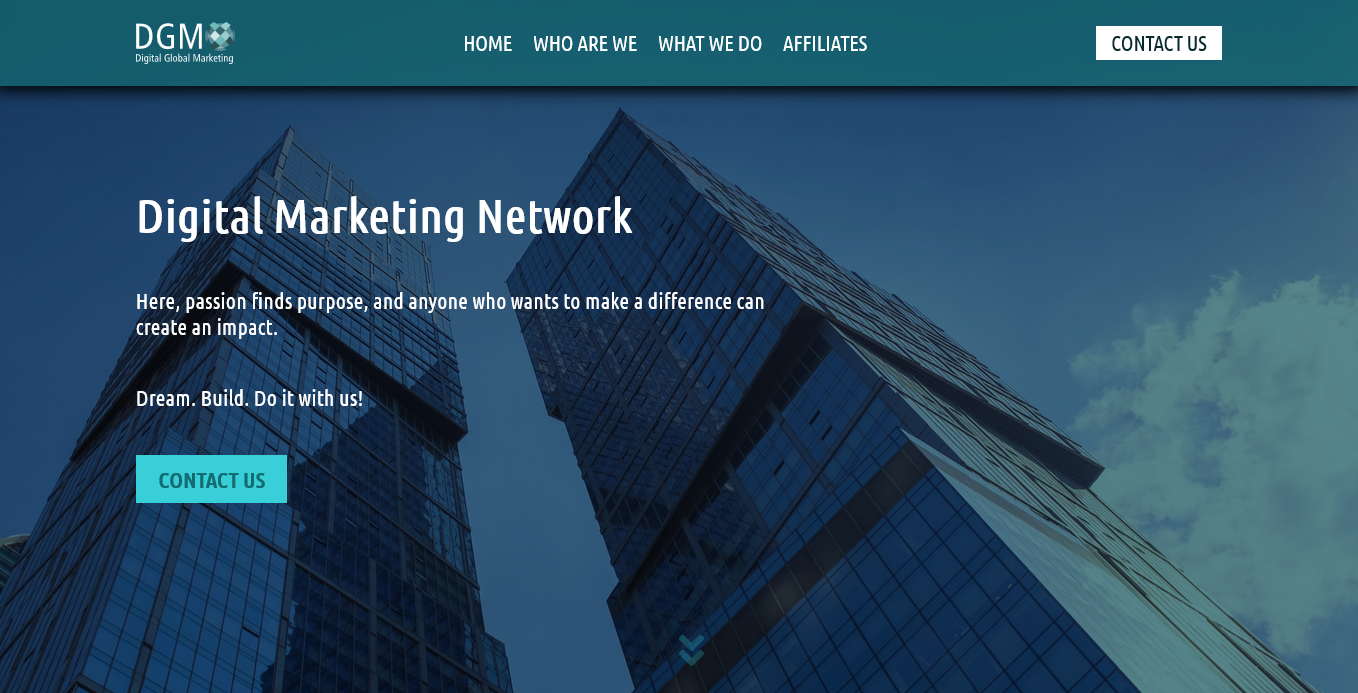 DGM
Digital Global Marketing
HOME
WHO ARE WE
WHAT WE DO
AFFILIATES
CONTACT US
Digital Marketing Network
Here, passion finds purpose, and anyone who wants to make a difference can
create an impact.
Dream. Build. Do it with us!
CONTACT US